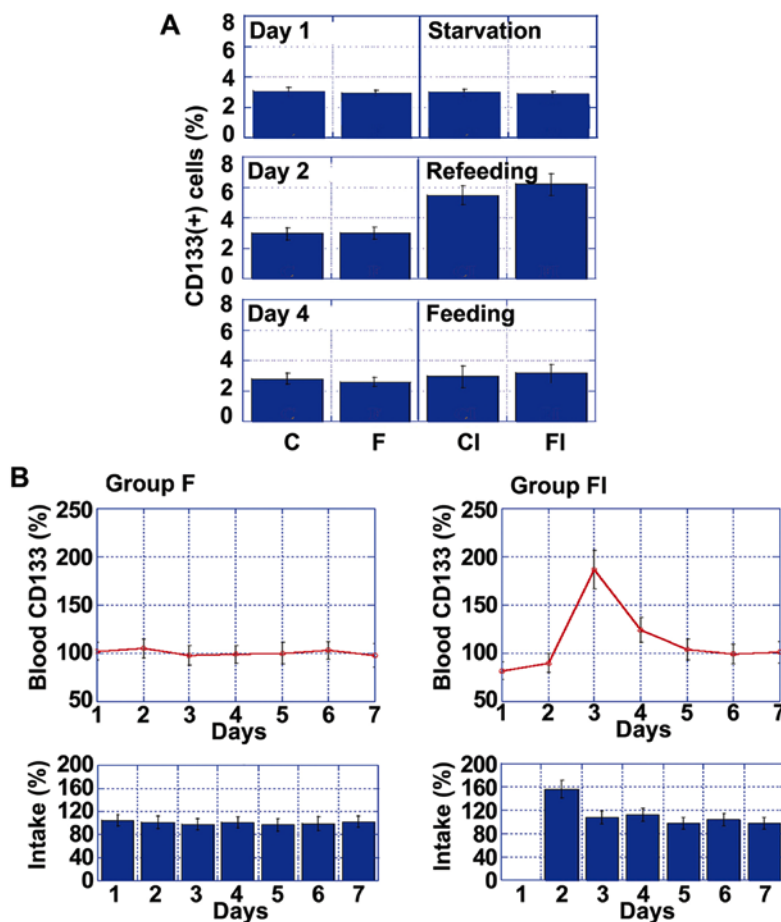 A
CD133(+) cells (%)
Day 1 Starvation
8
6
4
2
0
Day 2 Refeeding
8
6
4
2
0
Day 4 Feeding
8
6
4
2
0
C F CI FI
B
Group F
Blood CD133 (%)
250
200
150
100
50
1 2 3 4 5 6 7
Days
Group FI
Blood CD133 (%)
250
200
150
100
50
1 2 3 4 5 6 7
Days
Intake (%)
200
160
120
80
40
0
1 2 3 4 5 6 7
Days
Intake (%)
200
160
120
80
40
0
1 2 3 4 5 6 7
Days